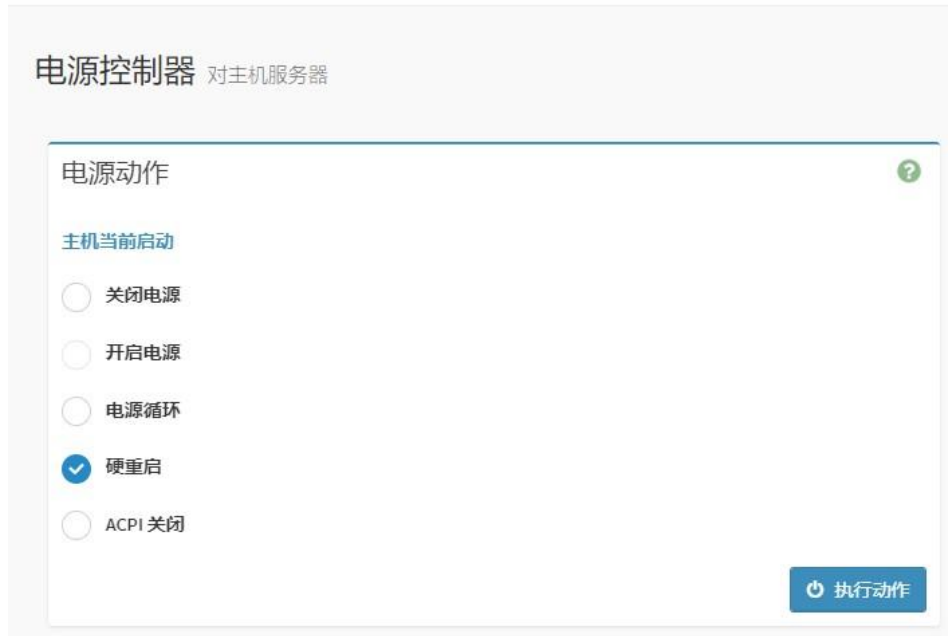 电源控制器 对主机服务器
电源动作
主机当前启动
关闭电源
开启电源
电源循环
硬重启
ACPI 关闭
执行动作